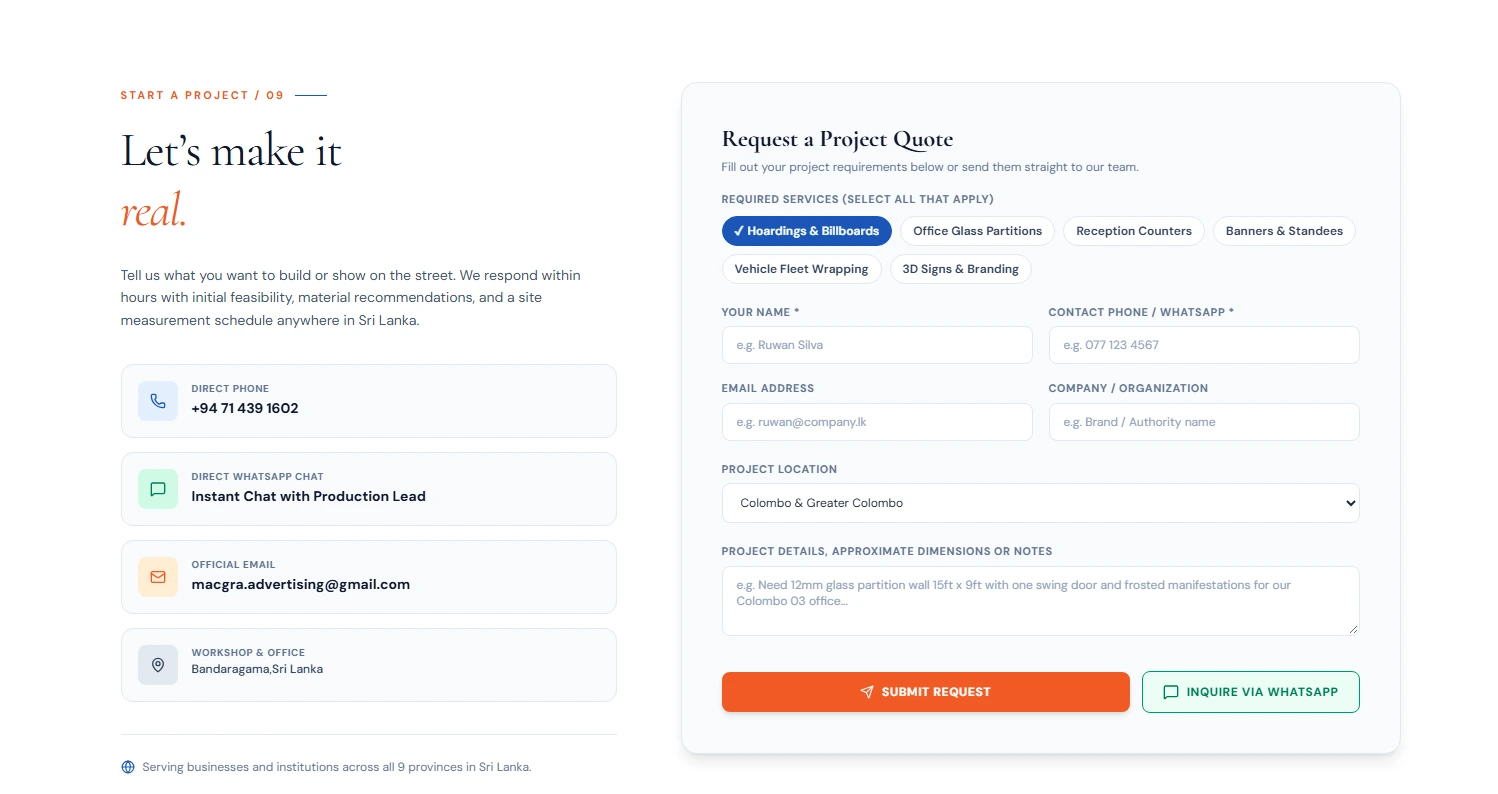 START A PROJECT / 09
Let’s make it
real.
Tell us what you want to build or show on the street. We respond within
hours with initial feasibility, material recommendations, and a site
measurement schedule anywhere in Sri Lanka.
DIRECT PHONE
+94 71 439 1602
DIRECT WHATSAPP CHAT
Instant Chat with Production Lead
OFFICIAL EMAIL
macgra.advertising@gmail.com
WORKSHOP & OFFICE
Bandaragama,Sri Lanka
Serving businesses and institutions across all 9 provinces in Sri Lanka.
Request a Project Quote
Fill out your project requirements below or send them straight to our team.
REQUIRED SERVICES (SELECT ALL THAT APPLY)
✓ Hoardings & Billboards
Office Glass Partitions
Reception Counters
Banners & Standees
Vehicle Fleet Wrapping
3D Signs & Branding
YOUR NAME *
e.g. Ruwan Silva
CONTACT PHONE / WHATSAPP *
e.g. 077 123 4567
EMAIL ADDRESS
e.g. ruwan@company.lk
COMPANY / ORGANIZATION
e.g. Brand / Authority name
PROJECT LOCATION
Colombo & Greater Colombo
PROJECT DETAILS, APPROXIMATE DIMENSIONS OR NOTES
e.g. Need 12mm glass partition wall 15ft x 9ft with one swing door and frosted manifestations for our
Colombo 03 office...
SUBMIT REQUEST
INQUIRE VIA WHATSAPP